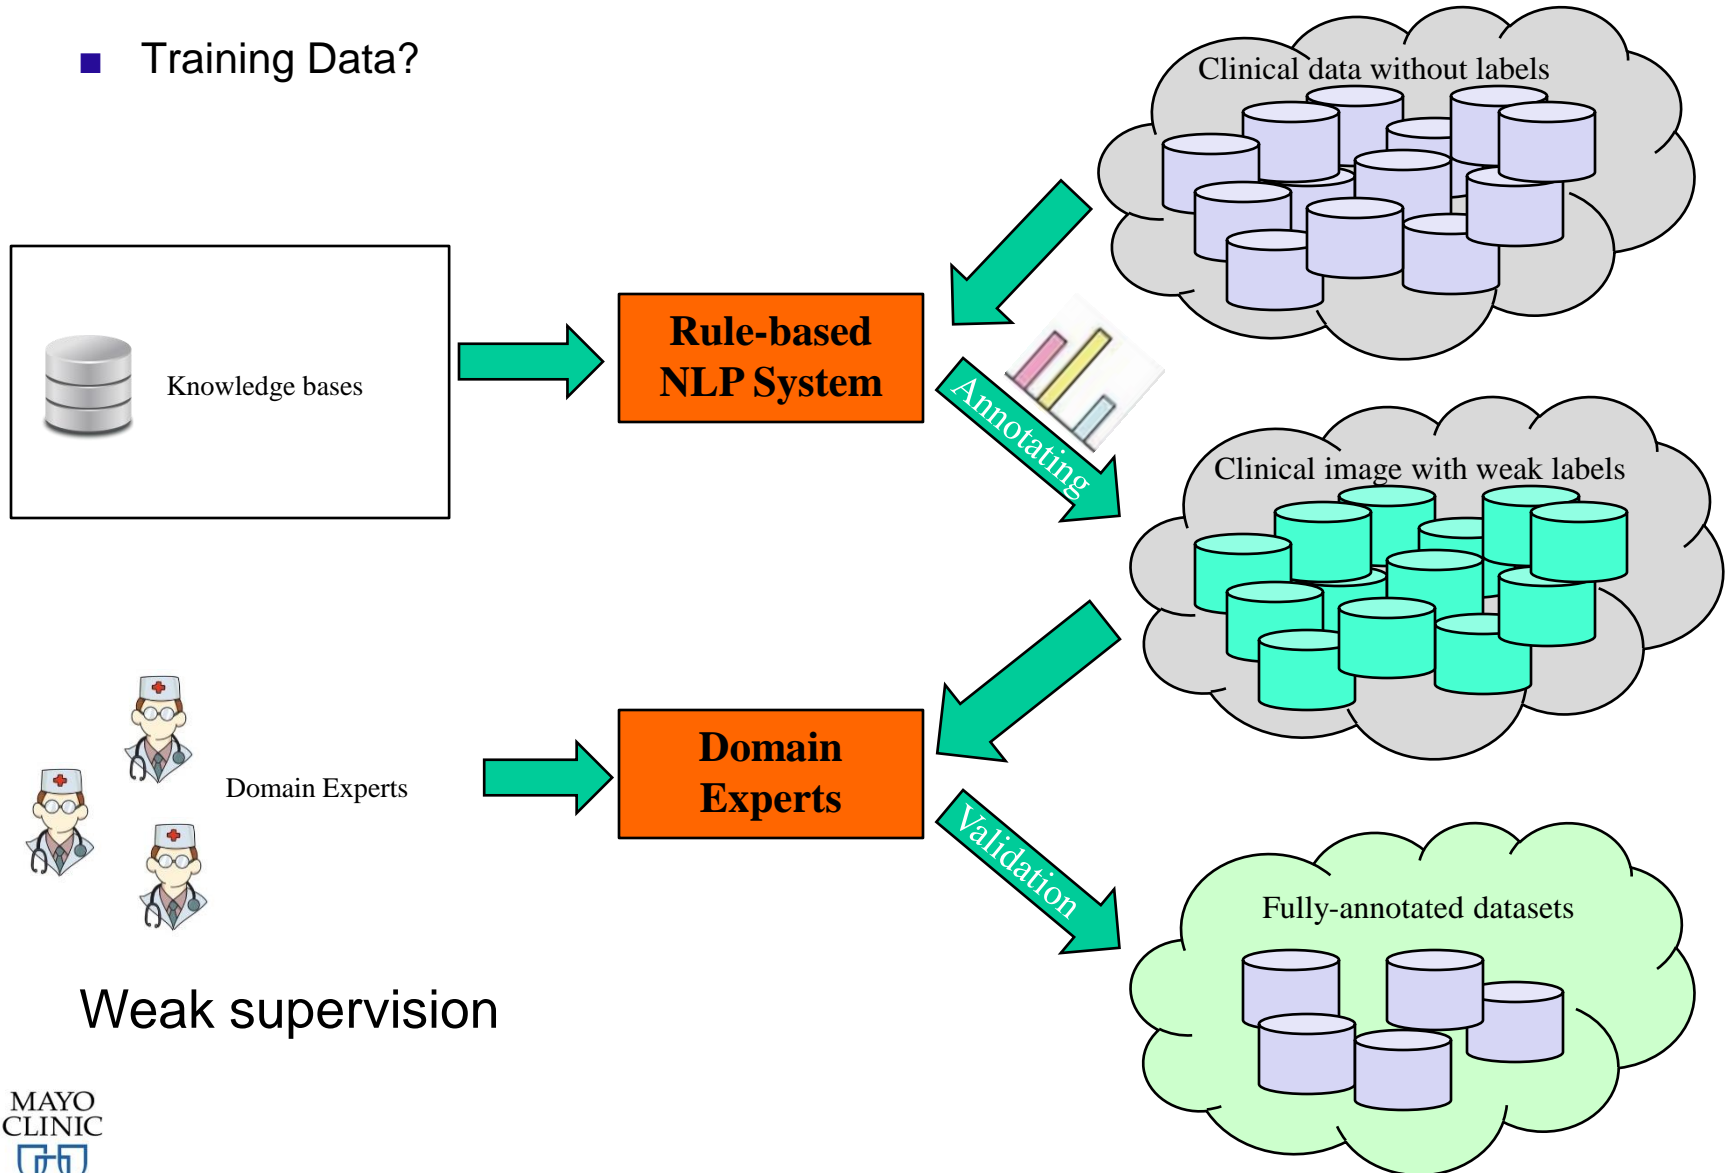 Training Data?
Clinical data without labels
Rule-based
NLP System
Knowledge bases
Annotating
Clinical image with weak labels
Domain
Experts
Domain Experts
Validation
Fully-annotated datasets
Weak supervision
MAYO
CLINIC